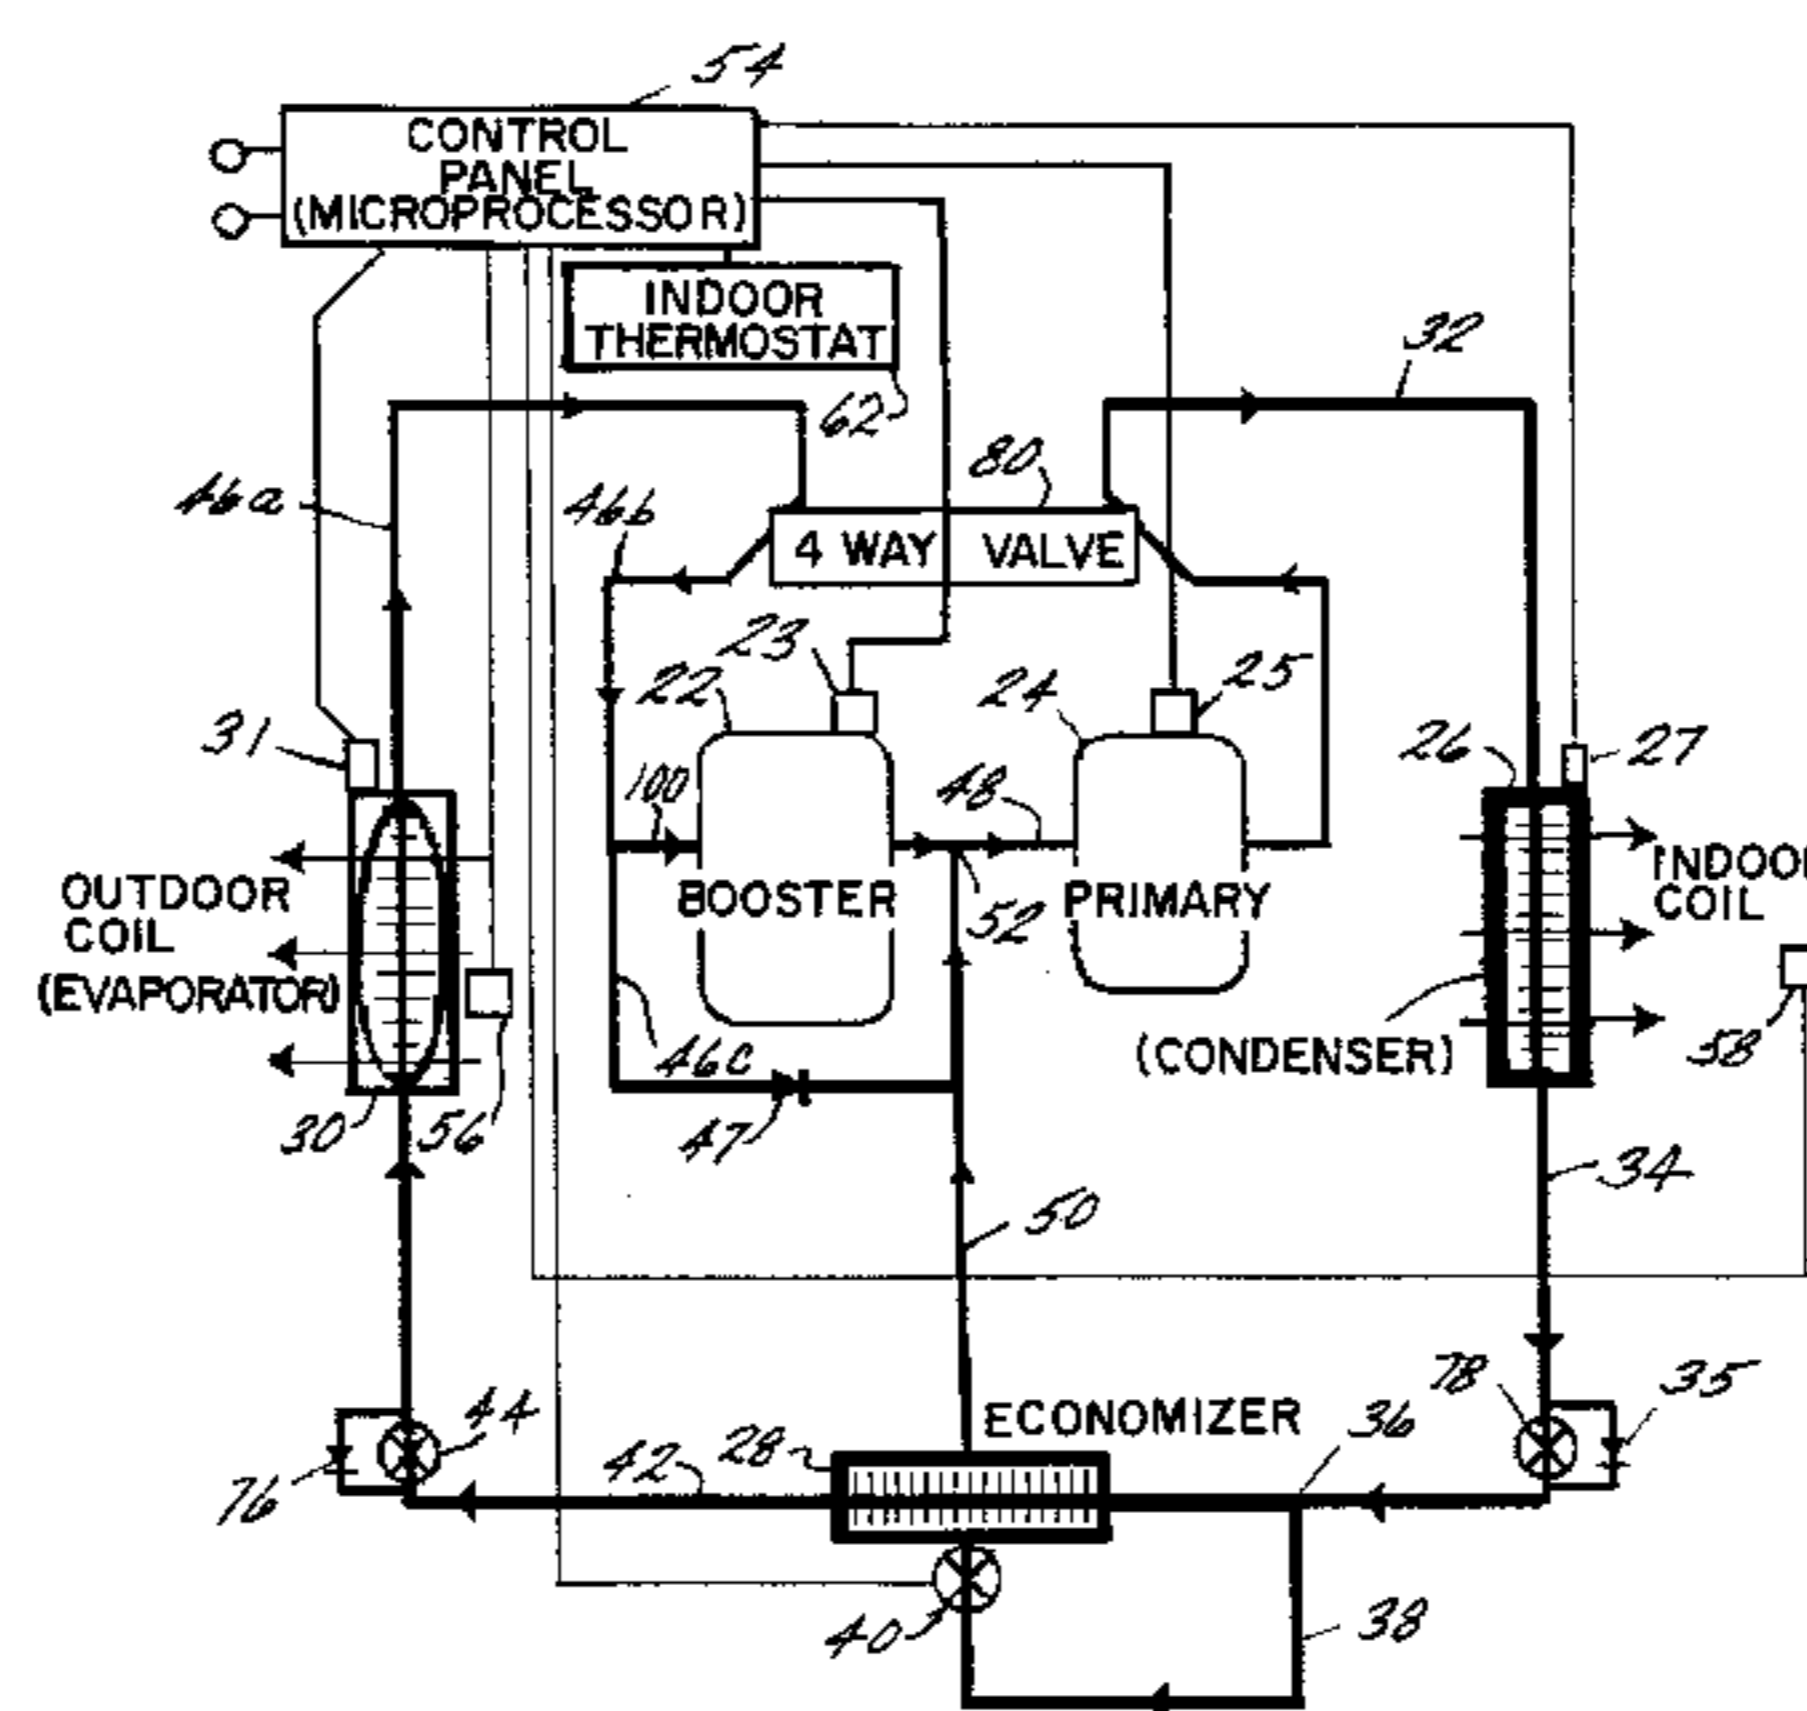 54
CONTROL
PANEL
(MICROPROCESSOR)
INDOOR
THERMOSTAT
32
62
80
46a
46b
4 WAY VALVE
23
22
24
25
31
26
27
100
48
OUTDOOR
COIL
(EVAPORATOR)
BOOSTER
52
PRIMARY
INDOO
COIL
46c
(CONDENSER)
58
30
56
47
34
50
78
35
44
ECONOMIZER
36
42
28
76
40
38